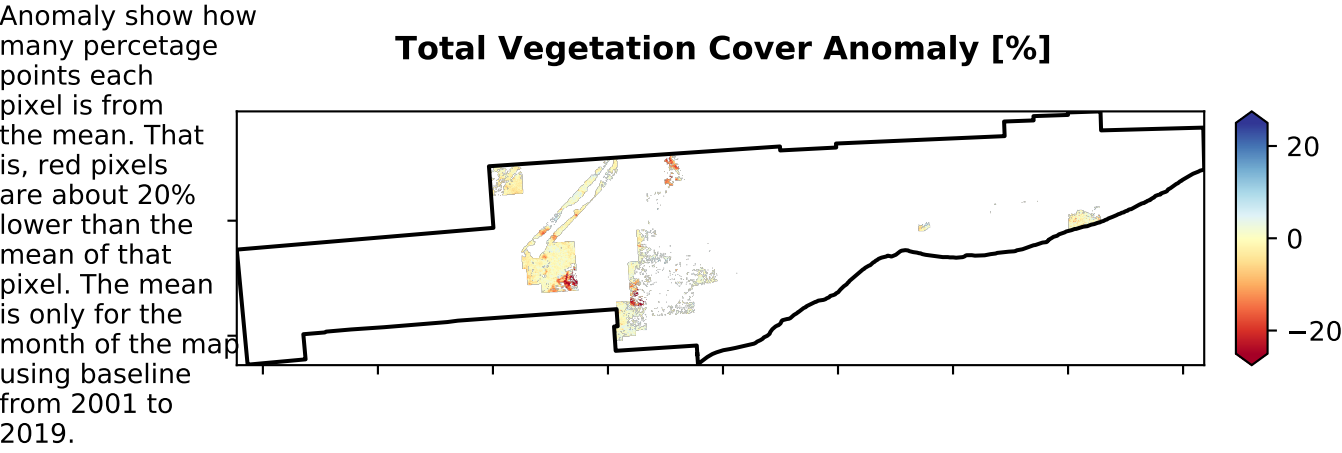 Anomaly show how
many percetage
points each
pixel is from
the mean. That
is, red pixels
are about 20%
lower than the
mean of that
pixel. The mean
is only for the
month of the map
using baseline
from 2001 to
2019.
Total Vegetation Cover Anomaly [%]
20
0
−20